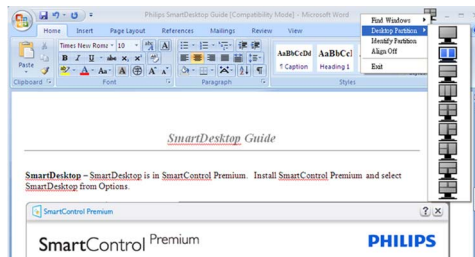 Philips SmartDesktop Guide [Compatibility Mode] - Microsoft Word
Home Insert Page Layout References Mailings Review View
Find Windows
Desktop Partition
Identify Partition
Align Off
Exit
Paste
Times New Roma 10
B I U abe x, x'
AaBbCcDd AaBbCcI
¶ Caption Heading 1
Clipboard Font Paragraph Styles
SmartDesktop Guide
SmartDesktop – SmartDesktop is in SmartControl Premium. Install SmartControl Premium and select
SmartDesktop from Options.
SmartControl Premium
SmartControl Premium PHILIPS